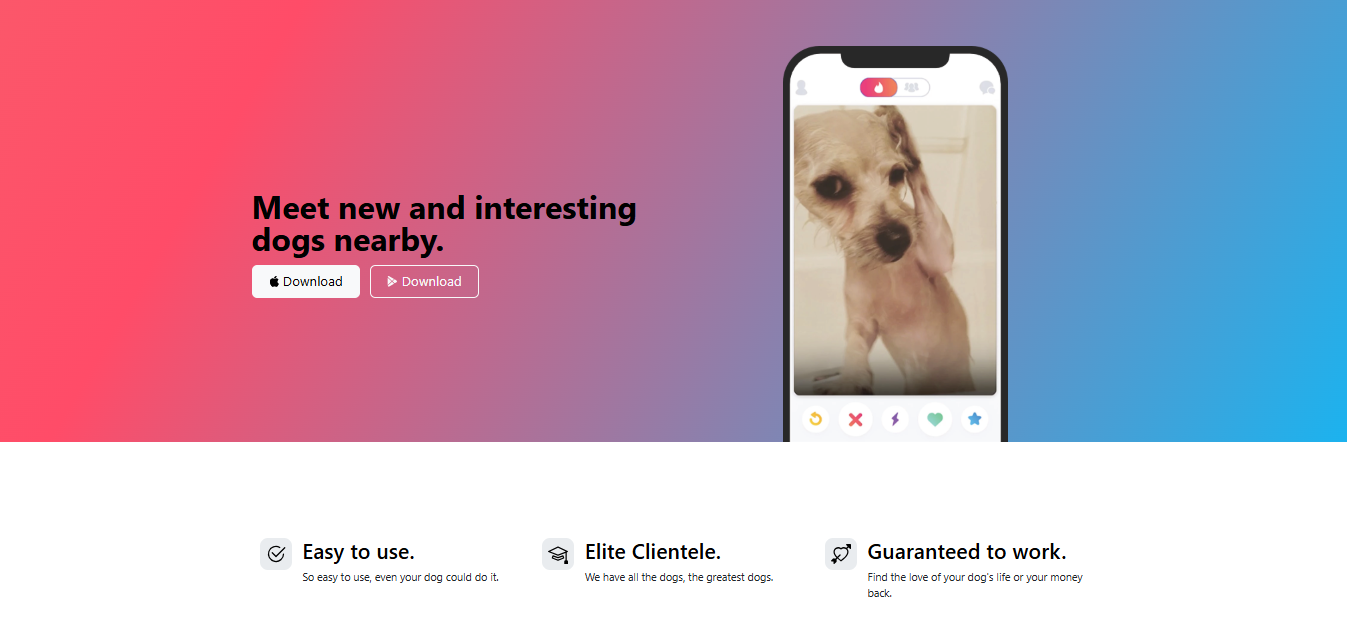 Meet new and interesting
dogs nearby.
Download
Download
Easy to use.
So easy to use, even your dog could do it.
Elite Clientele.
We have all the dogs, the greatest dogs.
Guaranteed to work.
Find the love of your dog's life or your money
back.